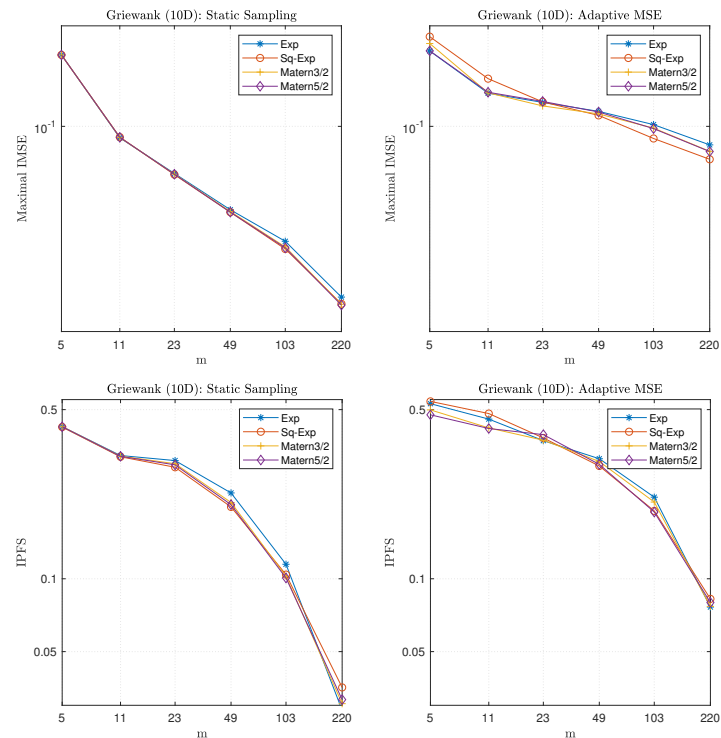 Griewank (10D): Static Sampling
Exp
Sq-Exp
Matern3/2
Matern5/2
10^-1
Maximal IMSE
5 11 23 49 103 220
m
Griewank (10D): Adaptive MSE
Exp
Sq-Exp
Matern3/2
Matern5/2
10^-1
Maximal IMSE
5 11 23 49 103 220
m
Griewank (10D): Static Sampling
0.5
Exp
Sq-Exp
Matern3/2
Matern5/2
IPFS
0.1
0.05
5 11 23 49 103 220
m
Griewank (10D): Adaptive MSE
0.5
Exp
Sq-Exp
Matern3/2
Matern5/2
IPFS
0.1
0.05
5 11 23 49 103 220
m